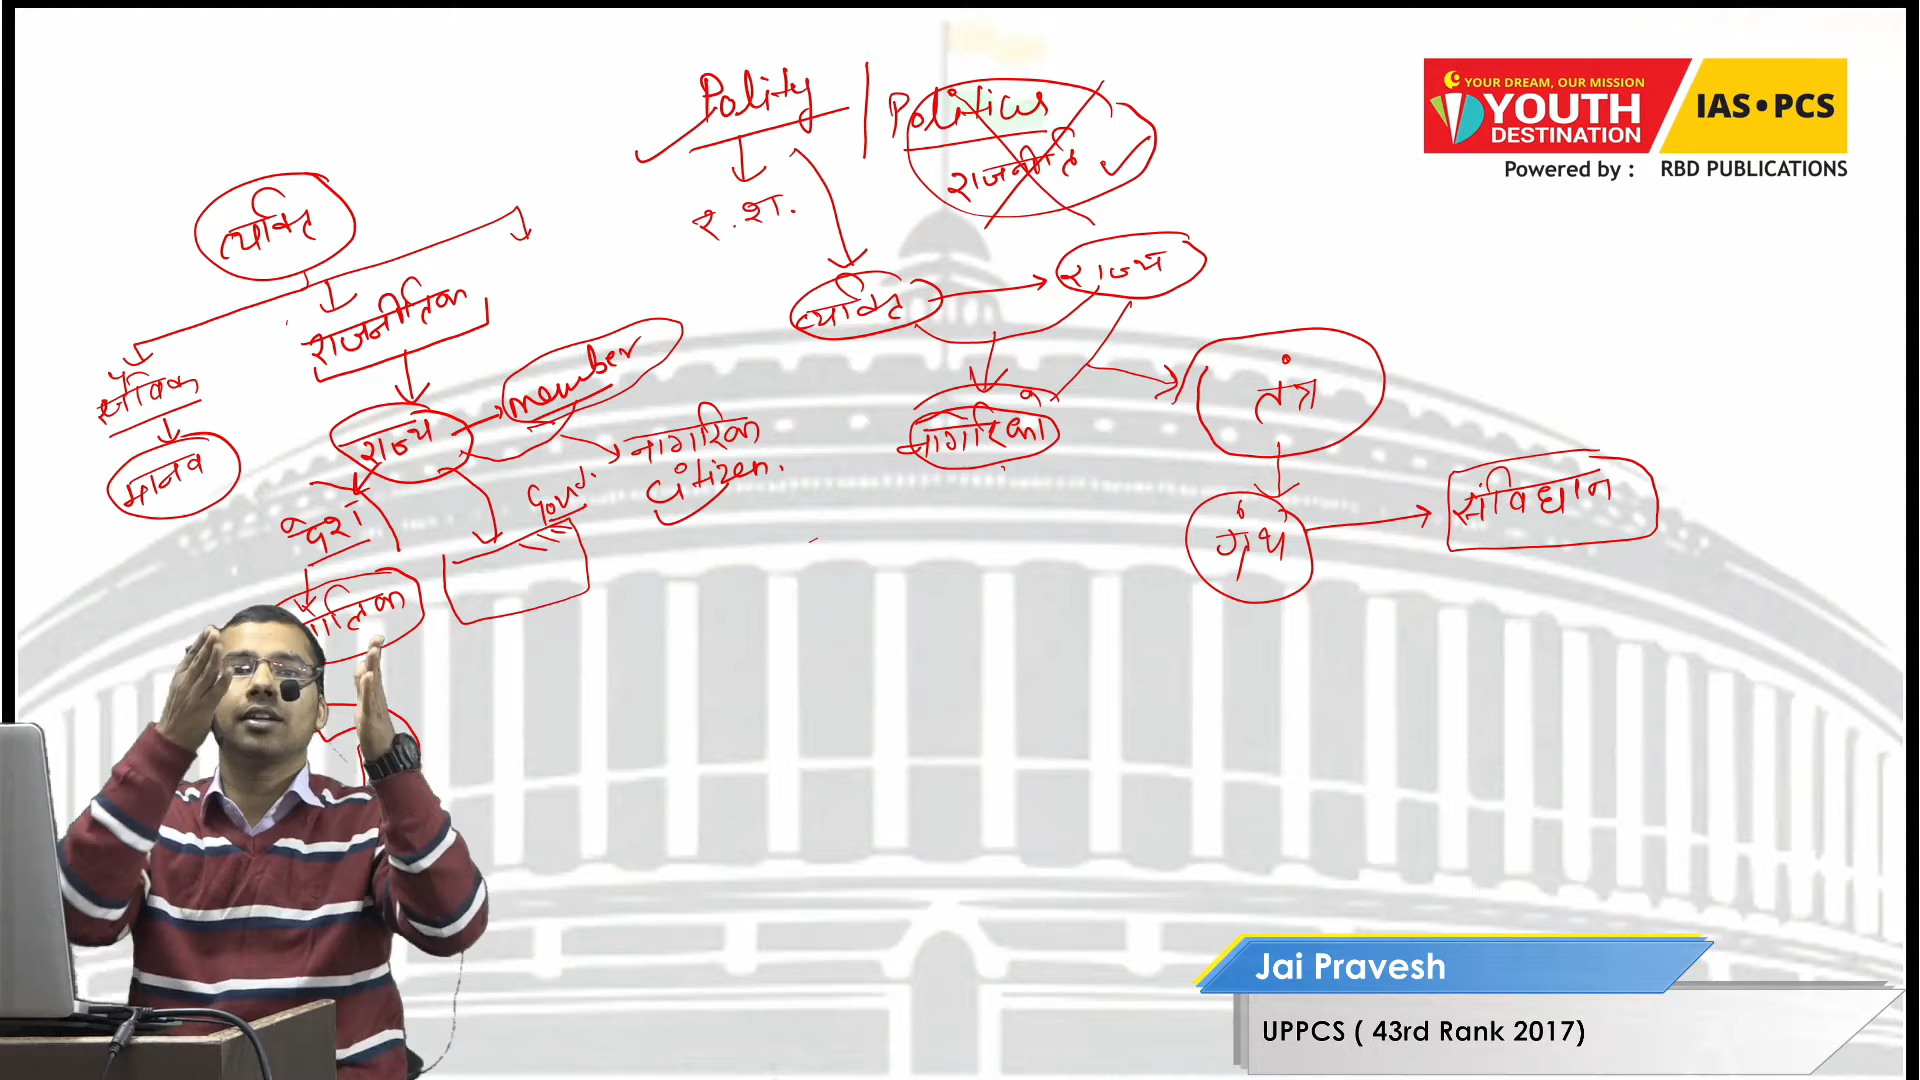 Polity
Politics
राजनीति
र. शा.
YOUR DREAM, OUR MISSION
YOUTH
DESTINATION
IAS•PCS
Powered by : RBD PUBLICATIONS
व्यक्ति
राजनीतिक
जैविक
मानव
राज्य
member
नागरिक
citizen.
Govt.
देश
व्यक्ति
राज्य
नागरिकता
तंत्र
ग्रंथ
संविधान
Jai Pravesh
UPPCS ( 43rd Rank 2017)